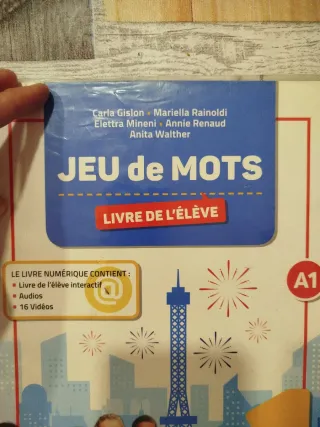 Carla Gislon • Mariella Rainoldi
Elettra Mineni • Annie Renaud
Anita Walther
JEU de MOTS
LIVRE DE L'ÉLÈVE
LE LIVRE NUMÉRIQUE CONTIENT :
• Livre de l'élève interactif
• Audios
• 16 Vidéos
@
A1